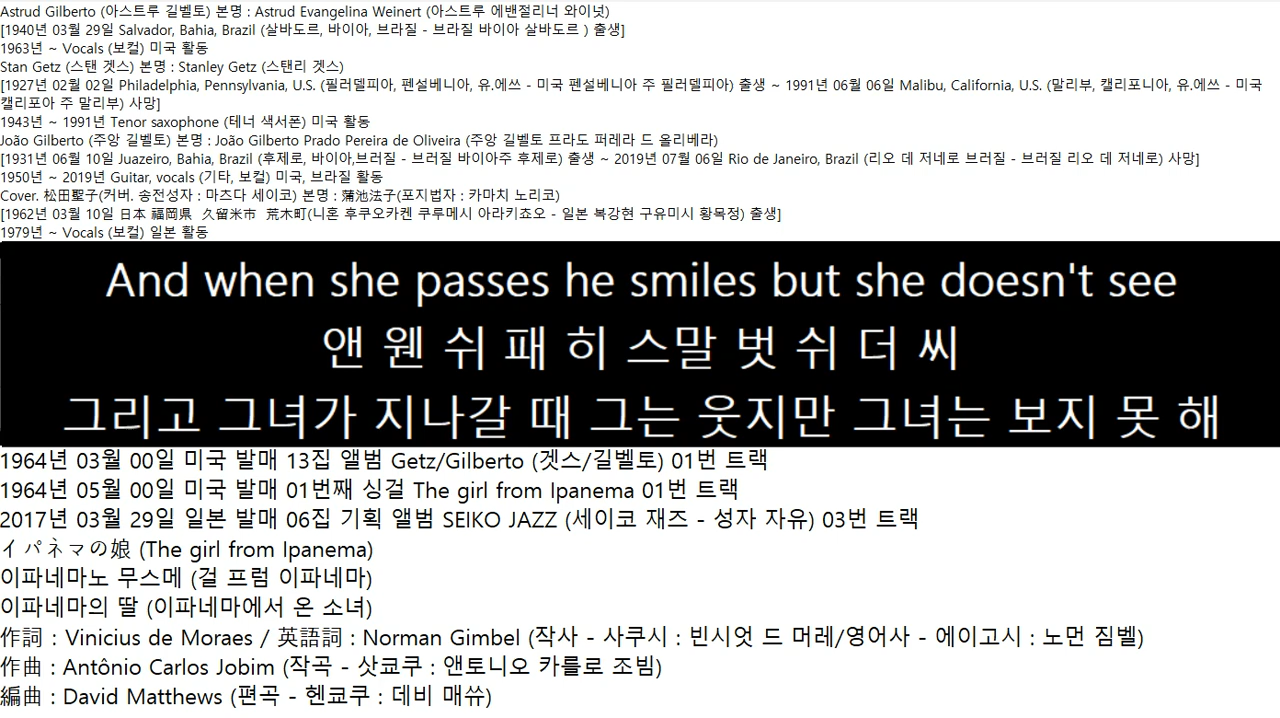 Astrud Gilberto (아스트루 길벨토) 본명 : Astrud Evangelina Weinert (아스트루 에밴절리너 와이넛)
[1940년 03월 29일 Salvador, Bahia, Brazil (살바도르, 바이아, 브라질 - 브라질 바이아 살바도르 ) 출생]
1963년 ~ Vocals (보컬) 미국 활동
Stan Getz (스탠 겟스) 본명 : Stanley Getz (스탠리 겟스)
[1927년 02월 02일 Philadelphia, Pennsylvania, U.S. (필러델피아, 펜설베니아, 유.에쓰 - 미국 펜설베니아 주 필러델피아) 출생 ~ 1991년 06월 06일 Malibu, California, U.S. (말리부, 캘리포니아, 유.에쓰 - 미국
캘리포아 주 말리부) 사망]
1943년 ~ 1991년 Tenor saxophone (테너 색서폰) 미국 활동
João Gilberto (주앙 길벨토) 본명 : João Gilberto Prado Pereira de Oliveira (주앙 길벨토 프라도 퍼레라 드 올리베라)
[1931년 06월 10일 Juazeiro, Bahia, Brazil (후제로, 바이아,브러질 - 브러질 바이아주 후제로) 출생 ~ 2019년 07월 06일 Rio de Janeiro, Brazil (리오 데 저네로 브러질 - 브러질 리오 데 저네로) 사망]
1950년 ~ 2019년 Guitar, vocals (기타, 보컬) 미국, 브라질 활동
Cover. 松田聖子(커버. 송전성자 : 마즈다 세이코) 본명 : 蒲池法子(포지법자 : 카마치 노리코)
[1962년 03월 10일 日本 福岡県 久留米市 荒木町(니혼 후쿠오카켄 쿠루메시 아라키쵸오 - 일본 복강현 구유미시 황목정) 출생]
1979년 ~ Vocals (보컬) 일본 활동
And when she passes he smiles but she doesn't see
앤 웬 쉬 패 히 스말 벗 쉬 더 씨
그리고 그녀가 지나갈 때 그는 웃지만 그녀는 보지 못 해
1964년 03월 00일 미국 발매 13집 앨범 Getz/Gilberto (겟스/길벨토) 01번 트랙
1964년 05월 00일 미국 발매 01번째 싱걸 The girl from Ipanema 01번 트랙
2017년 03월 29일 일본 발매 06집 기획 앨범 SEIKO JAZZ (세이코 재즈 - 성자 자유) 03번 트랙
イパネマの娘 (The girl from Ipanema)
이파네마노 무스메 (걸 프럼 이파네마)
이파네마의 딸 (이파네마에서 온 소녀)
作詞 : Vinicius de Moraes / 英語詞 : Norman Gimbel (작사 - 사쿠시 : 빈시엇 드 머레/영어사 - 에이고시 : 노먼 짐벨)
作曲 : Antônio Carlos Jobim (작곡 - 삿쿄쿠 : 앤토니오 카를로 조빔)
編曲 : David Matthews (편곡 - 헨쿄쿠 : 데비 매쓔)